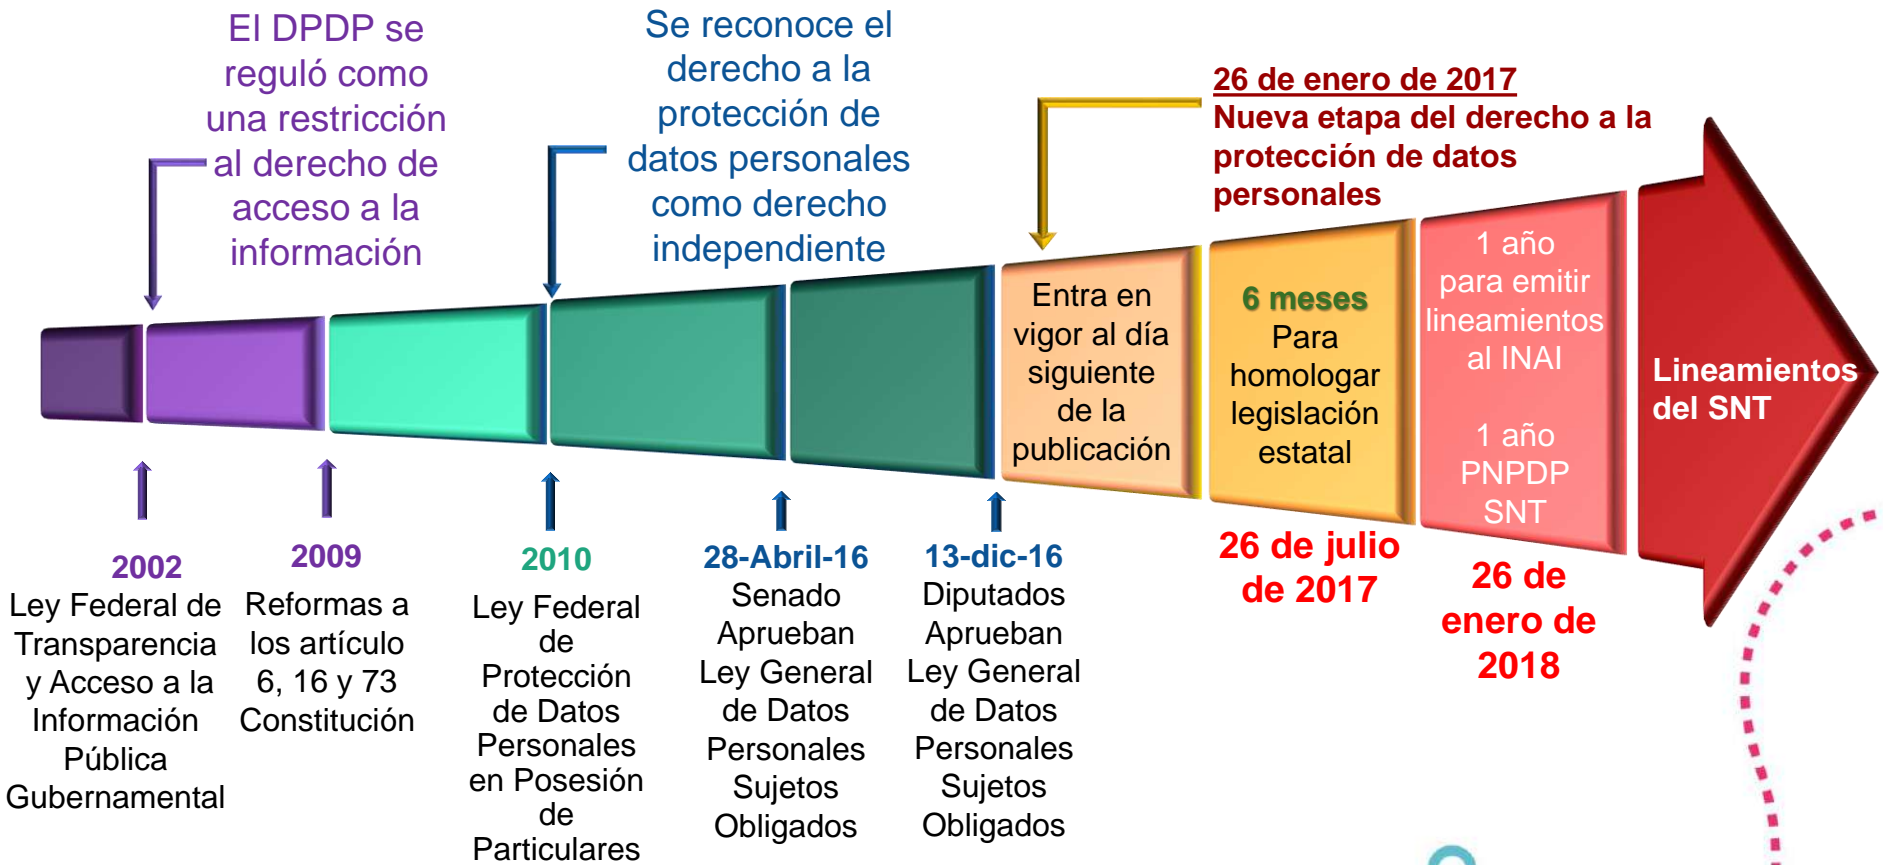 El DPDP se
reguló como
una restricción
al derecho de
acceso a la
información
Se reconoce el
derecho a la
protección de
datos personales
como derecho
independiente
26 de enero de 2017
Nueva etapa del derecho a la
protección de datos
personales
Entra en
vigor al día
siguiente
de la
publicación
6 meses
Para
homologar
legislación
estatal
1 año
para emitir
lineamientos
al INAI
1 año
PNPDP
SNT
Lineamientos
del SNT
2002
Ley Federal de
Transparencia
y Acceso a la
Información
Pública
Gubernamental
2009
Reformas a
los artículo
6, 16 y 73
Constitución
2010
Ley Federal
de
Protección
de Datos
Personales
en Posesión
de
Particulares
28-Abril-16
Senado
Aprueban
Ley General
de Datos
Personales
Sujetos
Obligados
13-dic-16
Diputados
Aprueban
Ley General
de Datos
Personales
Sujetos
Obligados
26 de julio
de 2017
26 de
enero de
2018